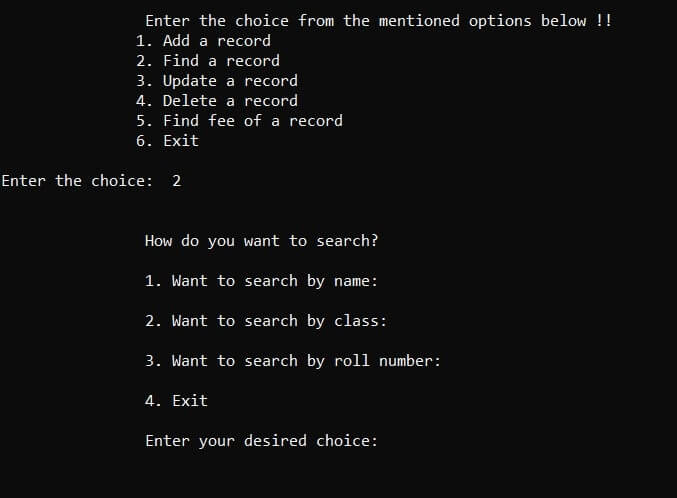 Enter the choice from the mentioned options below !!
1. Add a record
2. Find a record
3. Update a record
4. Delete a record
5. Find fee of a record
6. Exit
Enter the choice:  2
How do you want to search?
1. Want to search by name:
2. Want to search by class:
3. Want to search by roll number:
4. Exit
Enter your desired choice: